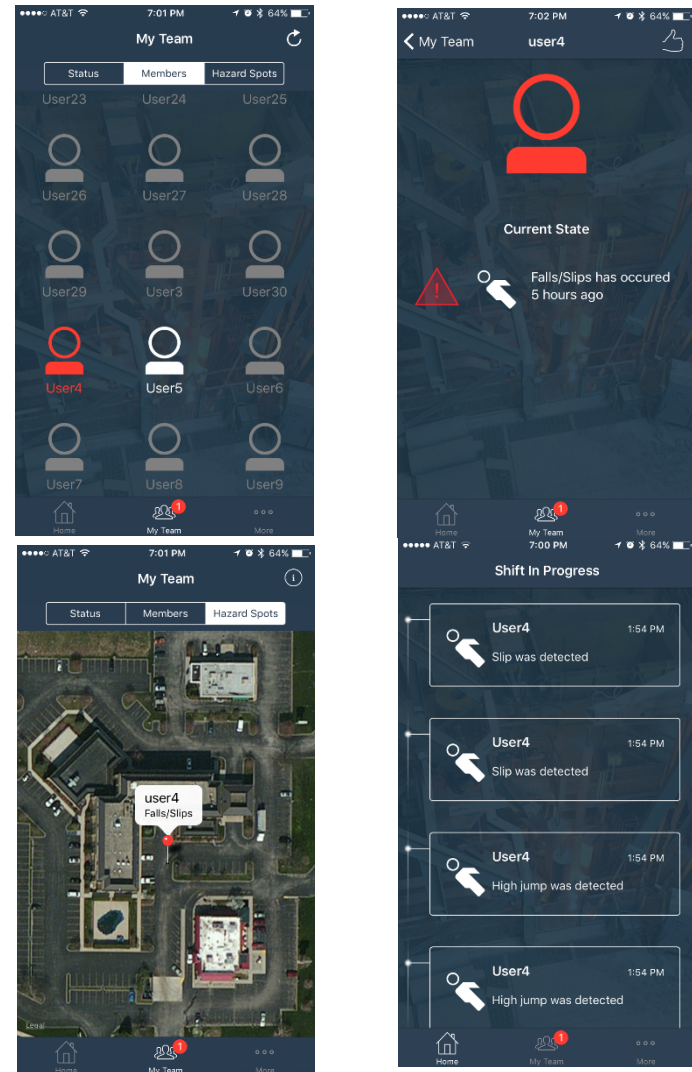 AT&T 7:01 PM 64%
My Team
Status Members Hazard Spots
User23 User24 User25
User26 User27 User28
User29 User3 User30
User4 User5 User6
User7 User8 User9
1
Home My Team More
AT&T 7:02 PM 64%
My Team user4
Current State
! Falls/Slips has occured
5 hours ago
1
Home My Team More
AT&T 7:01 PM 64%
My Team i
Status Members Hazard Spots
user4
Falls/Slips
Legal
1
Home My Team More
AT&T 7:00 PM 64%
Shift In Progress
User4 1:54 PM
Slip was detected
User4 1:54 PM
Slip was detected
User4 1:54 PM
High jump was detected
User4 1:54 PM
High jump was detected
1
Home My Team More